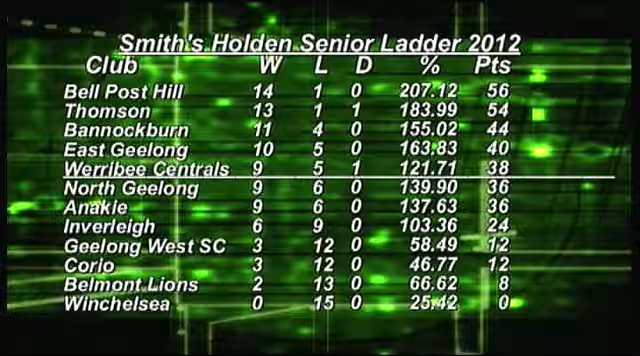 Smith's Holden Senior Ladder 2012
Club W L D % Pts
Bell Post Hill 14 1 0 207.12 56
Thomson 13 1 1 183.99 54
Bannockburn 11 4 0 155.02 44
East Geelong 10 5 0 163.83 40
Werribee Centrals 9 5 1 121.71 38
North Geelong 9 6 0 139.90 36
Anakie 9 6 0 137.63 36
Inverleigh 6 9 0 103.36 24
Geelong West SC 3 12 0 58.49 12
Corio 3 12 0 46.77 12
Belmont Lions 2 13 0 66.62 8
Winchelsea 0 15 0 25.42 0